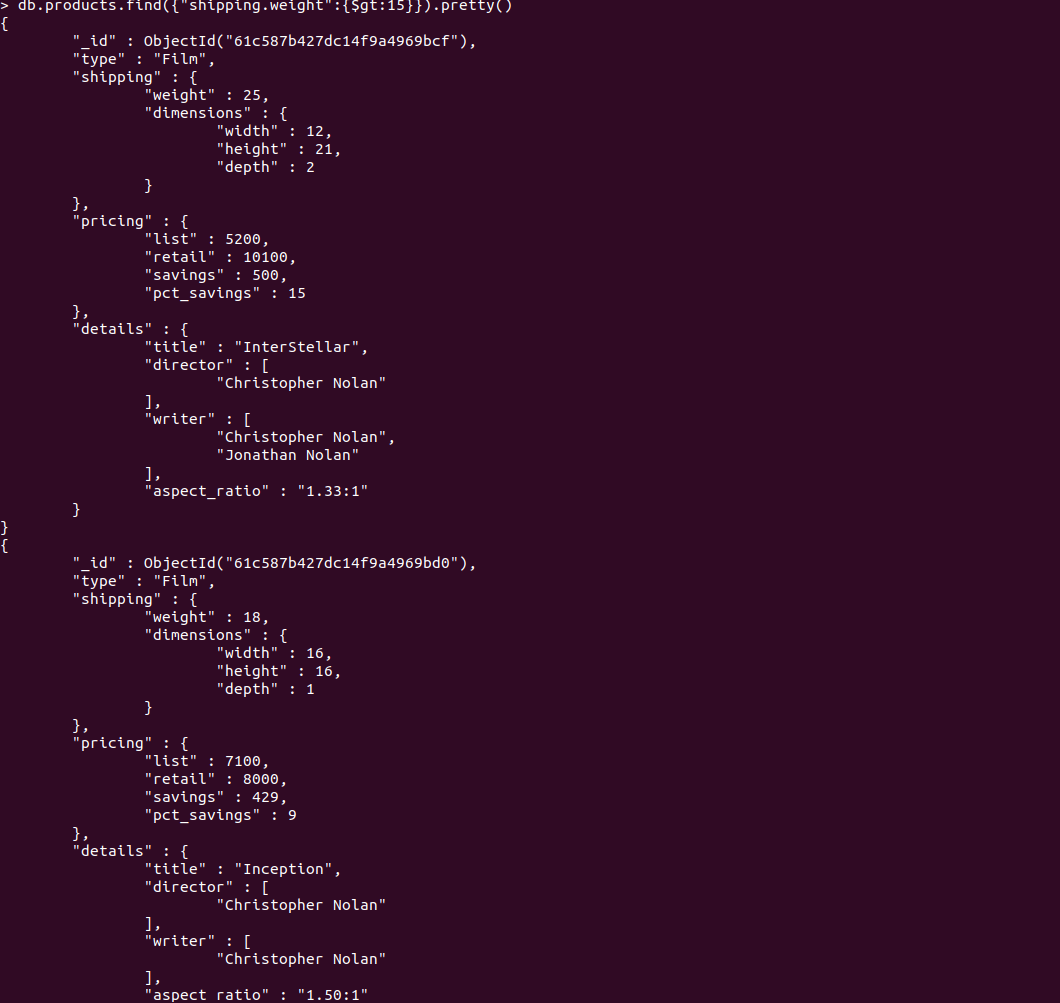 > db.products.find({"shipping.weight":{$gt:15}}).pretty()
{
        "_id" : ObjectId("61c587b427dc14f9a4969bcf"),
        "type" : "Film",
        "shipping" : {
                "weight" : 25,
                "dimensions" : {
                        "width" : 12,
                        "height" : 21,
                        "depth" : 2
                }
        },
        "pricing" : {
                "list" : 5200,
                "retail" : 10100,
                "savings" : 500,
                "pct_savings" : 15
        },
        "details" : {
                "title" : "InterStellar",
                "director" : [
                        "Christopher Nolan"
                ],
                "writer" : [
                        "Christopher Nolan",
                        "Jonathan Nolan"
                ],
                "aspect_ratio" : "1.33:1"
        }
}
{
        "_id" : ObjectId("61c587b427dc14f9a4969bd0"),
        "type" : "Film",
        "shipping" : {
                "weight" : 18,
                "dimensions" : {
                        "width" : 16,
                        "height" : 16,
                        "depth" : 1
                }
        },
        "pricing" : {
                "list" : 7100,
                "retail" : 8000,
                "savings" : 429,
                "pct_savings" : 9
        },
        "details" : {
                "title" : "Inception",
                "director" : [
                        "Christopher Nolan"
                ],
                "writer" : [
                        "Christopher Nolan"
                ],
                "aspect_ratio" : "1.50:1"